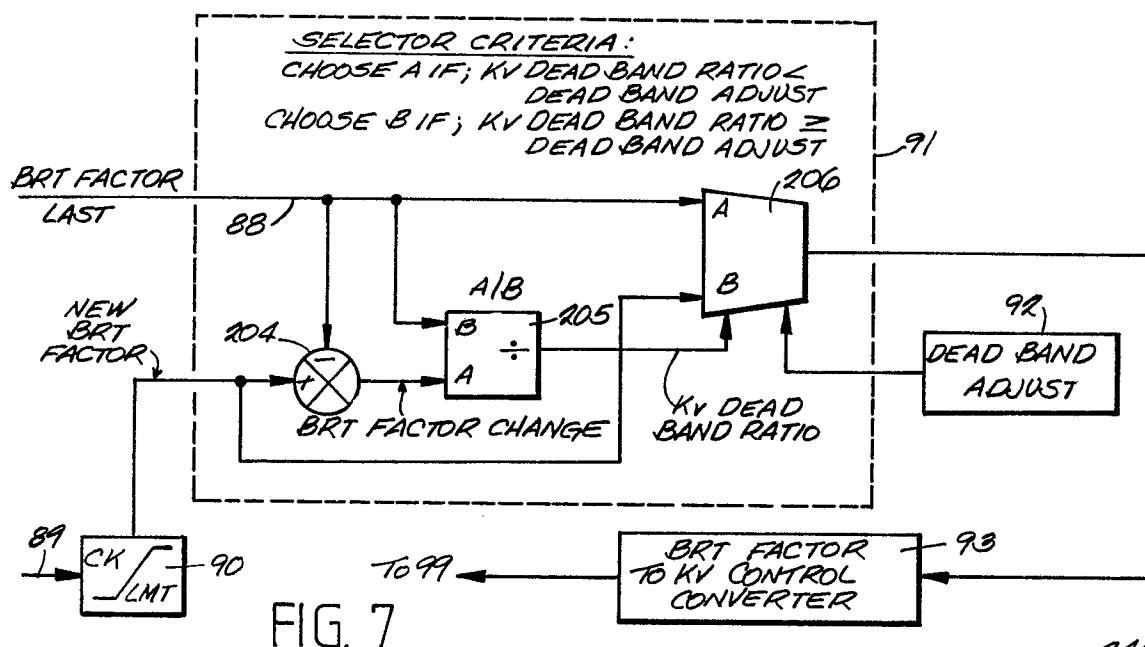 SELECTOR CRITERIA:
CHOOSE A IF; KV DEAD BAND RATIO <
DEAD BAND ADJUST
CHOOSE B IF; KV DEAD BAND RATIO ≥
DEAD BAND ADJUST
91
BRT FACTOR
LAST
88
A
206
B
NEW
BRT
FACTOR
204
−
+
A/B
B
205
÷
A
BRT FACTOR CHANGE
KV DEAD
BAND RATIO
92
DEAD BAND
ADJUST
89
CK
LMT
90
TO 99
BRT FACTOR
TO KV CONTROL
CONVERTER
93
FIG. 7